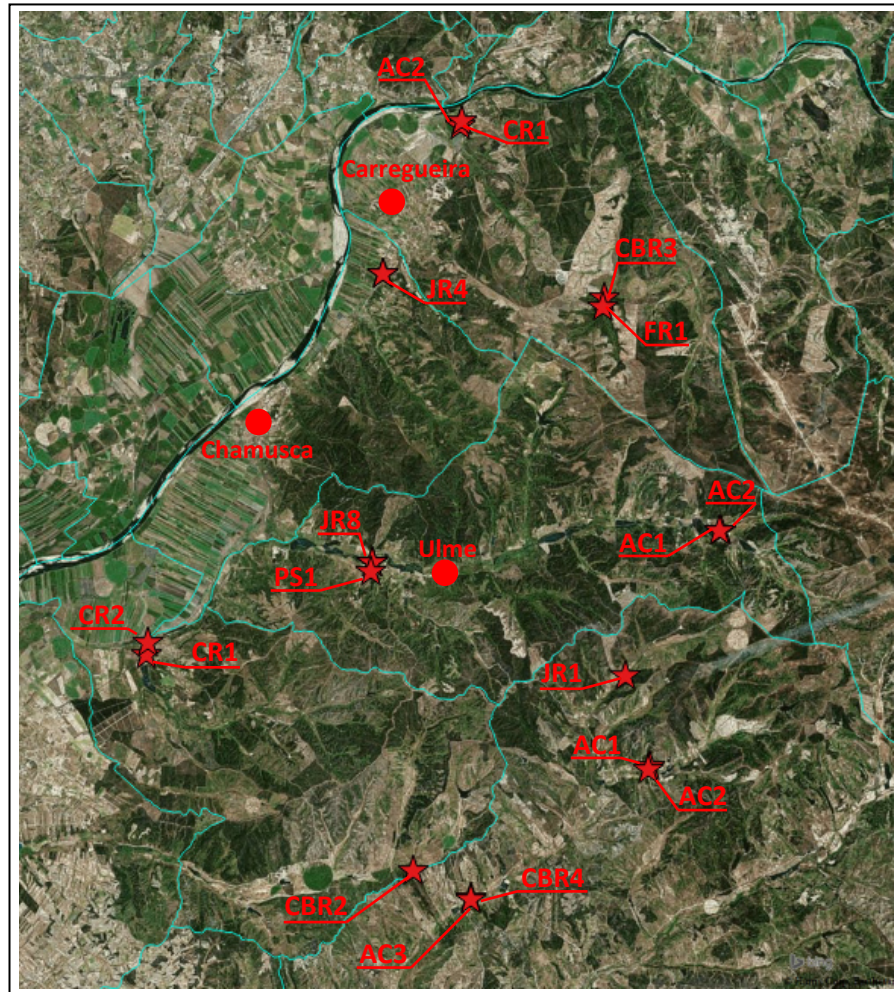 AC2
CR1
Carregueira
CBR3
JR4
FR1
Chamusca
AC2
JR8
Ulme
AC1
PS1
CR2
CR1
JR1
AC1
AC2
CBR4
CBR2
AC3